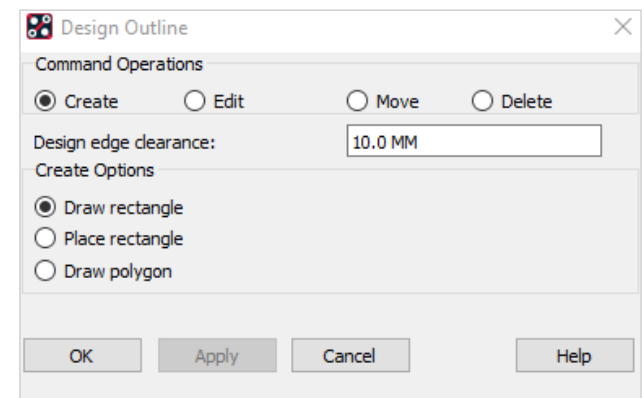 Design Outline
Command Operations
Create Edit Move Delete
Design edge clearance: 10.0 MM
Create Options
Draw rectangle
Place rectangle
Draw polygon
OK Apply Cancel Help